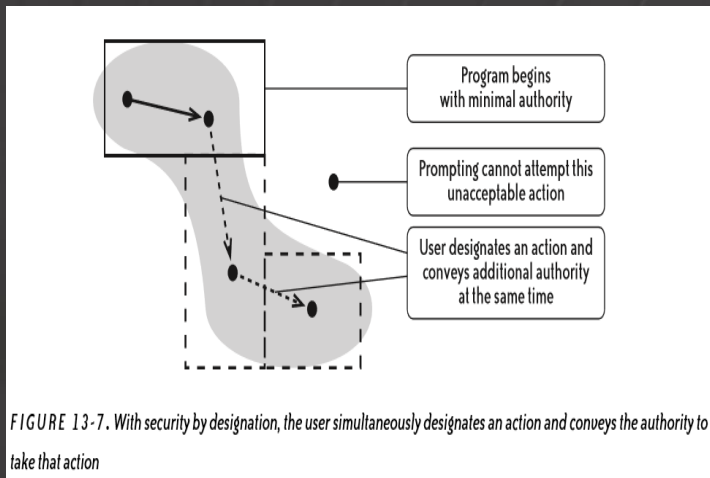 Program begins
with minimal authority
Prompting cannot attempt this
unacceptable action
User designates an action and
conveys additional authority
at the same time
FIGURE 13-7. With security by designation, the user simultaneously designates an action and conveys the authority to
take that action